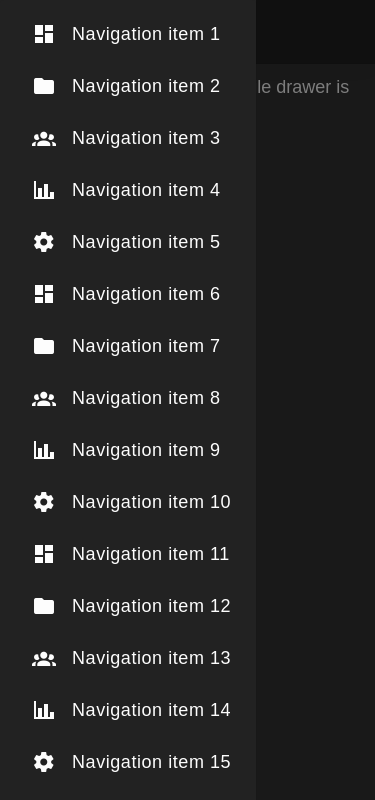 Navigation item 1
Navigation item 2
le drawer is
Navigation item 3
Navigation item 4
Navigation item 5
Navigation item 6
Navigation item 7
Navigation item 8
Navigation item 9
Navigation item 10
Navigation item 11
Navigation item 12
Navigation item 13
Navigation item 14
Navigation item 15